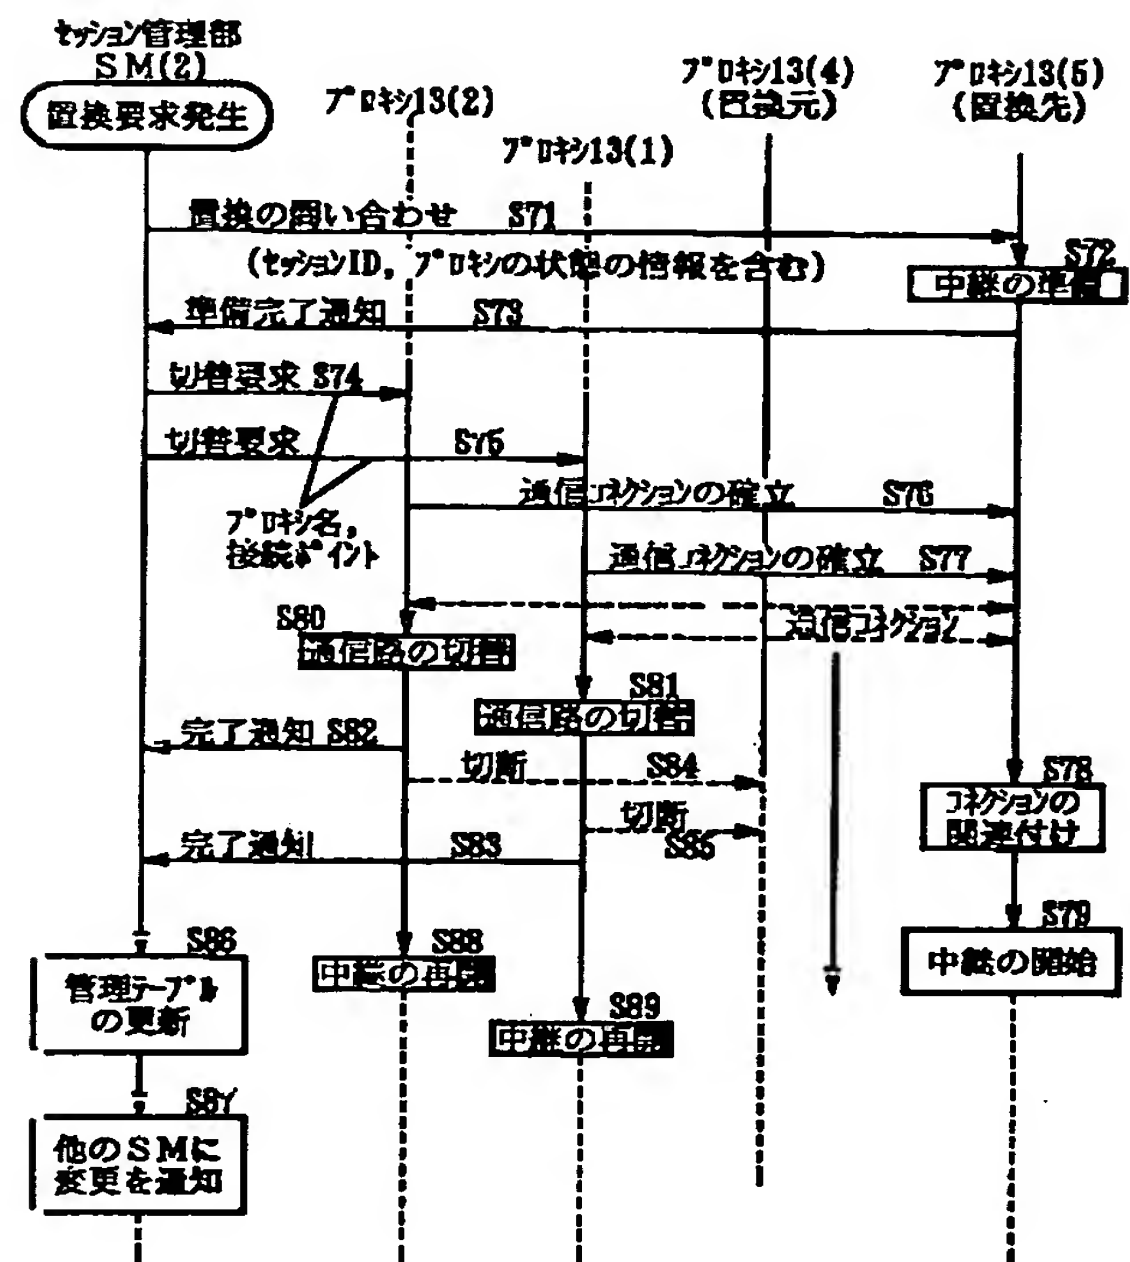 ｾｯｼｮﾝ管理部
ＳＭ(2)
置換要求発生
ﾌﾟﾛｷｼ13(2)
ﾌﾟﾛｷｼ13(1)
ﾌﾟﾛｷｼ13(4)
(置換元)
ﾌﾟﾛｷｼ13(5)
(置換先)
置換の問い合わせ S71
(ｾｯｼｮﾝID, ﾌﾟﾛｷｼの状態の情報を含む)
S72
中継の準備
準備完了通知 S73
切替要求 S74
切替要求 S75
ﾌﾟﾛｷｼ名,
接続ﾎﾟｲﾝﾄ
通信ｺﾈｸｼｮﾝの確立 S76
通信ｺﾈｸｼｮﾝの確立 S77
通信ｺﾈｸｼｮﾝ
S80
通信路の切替
S81
通信路の切替
完了通知 S82
切断 S84
S78
ｺﾈｸｼｮﾝの
関連付け
切断
S85
完了通知 S83
S79
中継の開始
S86
管理ﾃｰﾌﾞﾙ
の更新
S88
中継の再開
S89
中継の再開
S87
他のＳＭに
変更を通知